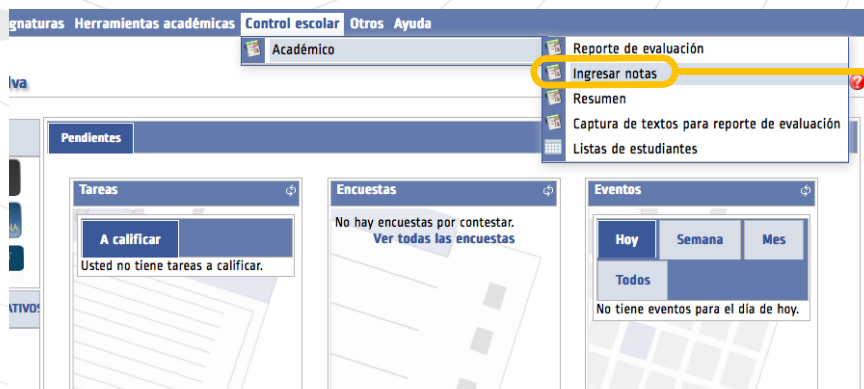 gnaturas Herramientas académicas Control escolar Otros Ayuda
Académico
Reporte de evaluación
Ingresar notas
Resumen
Captura de textos para reporte de evaluación
Listas de estudiantes
lva
Pendientes
Tareas
A calificar
Usted no tiene tareas a calificar.
Encuestas
No hay encuestas por contestar.
Ver todas las encuestas
Eventos
Hoy Semana Mes
Todos
No tiene eventos para el día de hoy.
ATIVOS